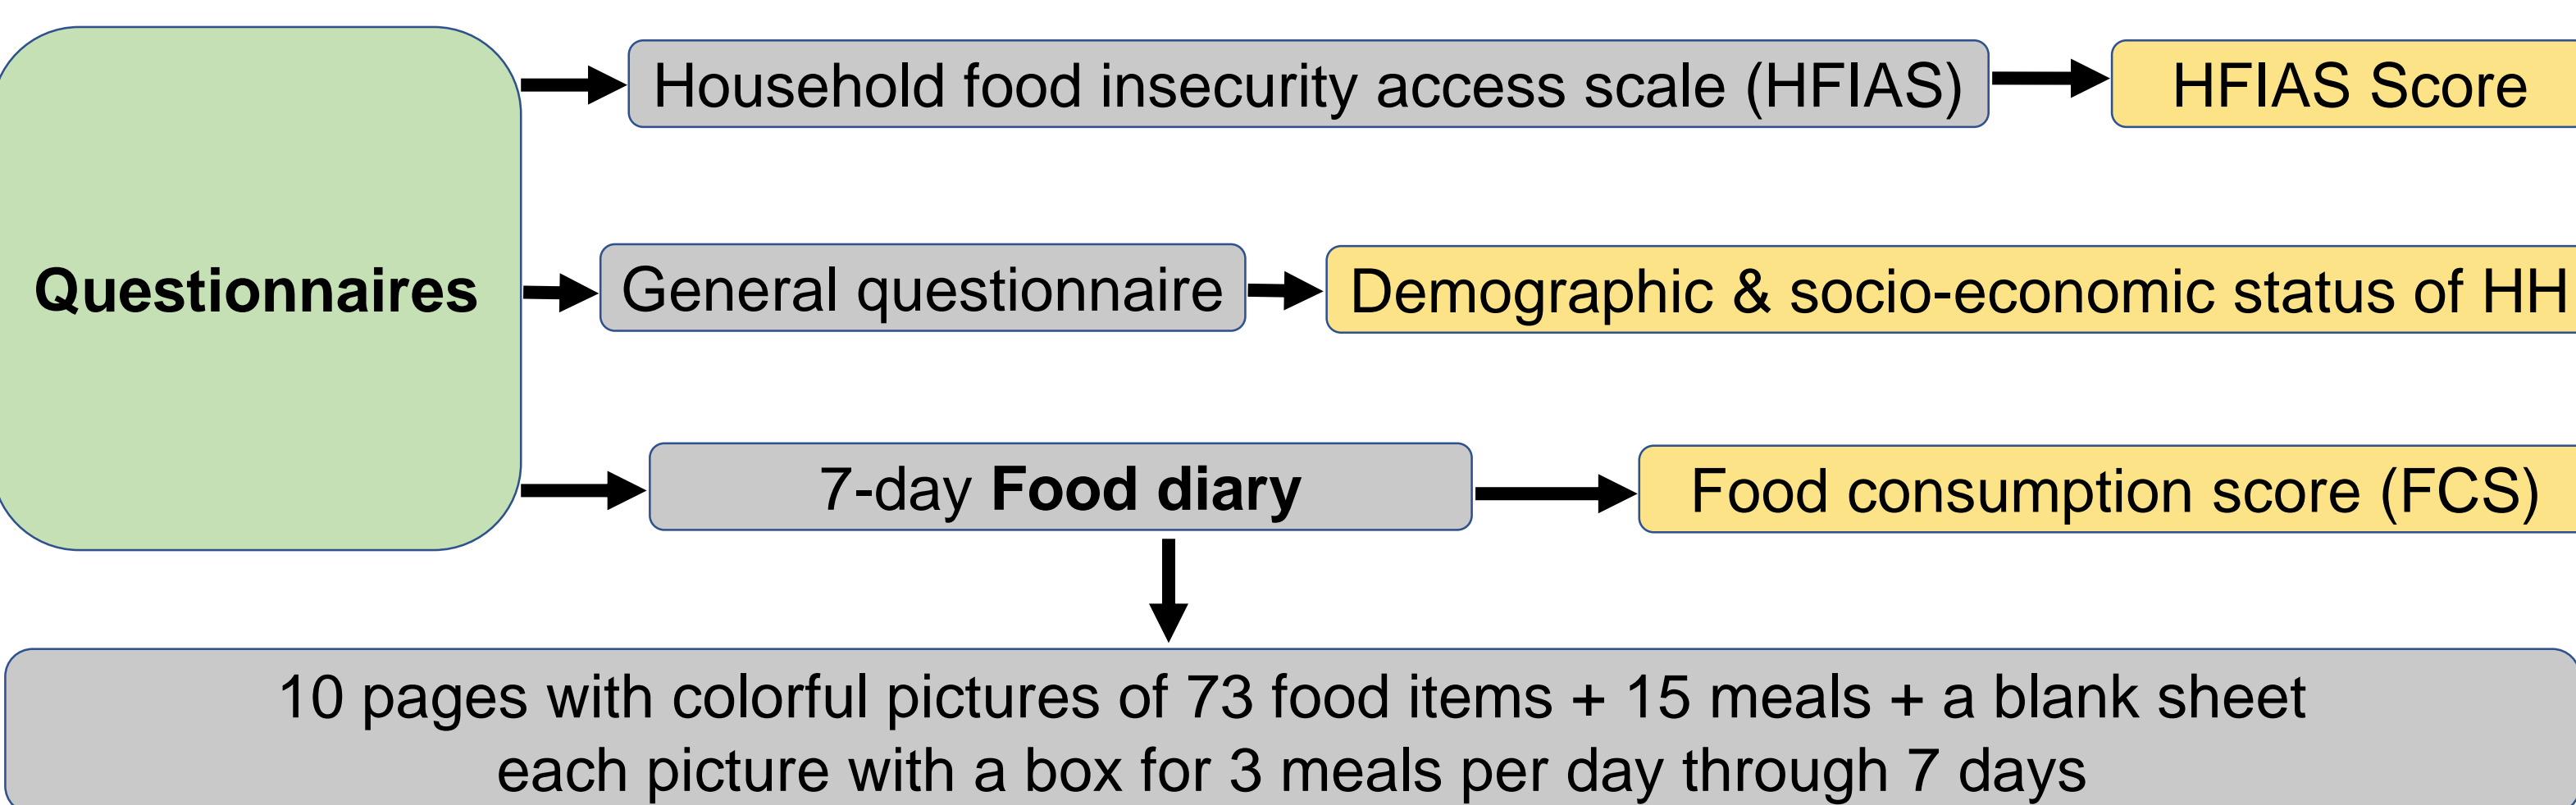 Household food insecurity access scale (HFIAS)
HFIAS Score
Questionnaires
General questionnaire
Demographic & socio-economic status of HH
7-day Food diary
Food consumption score (FCS)
10 pages with colorful pictures of 73 food items + 15 meals + a blank sheet
each picture with a box for 3 meals per day through 7 days